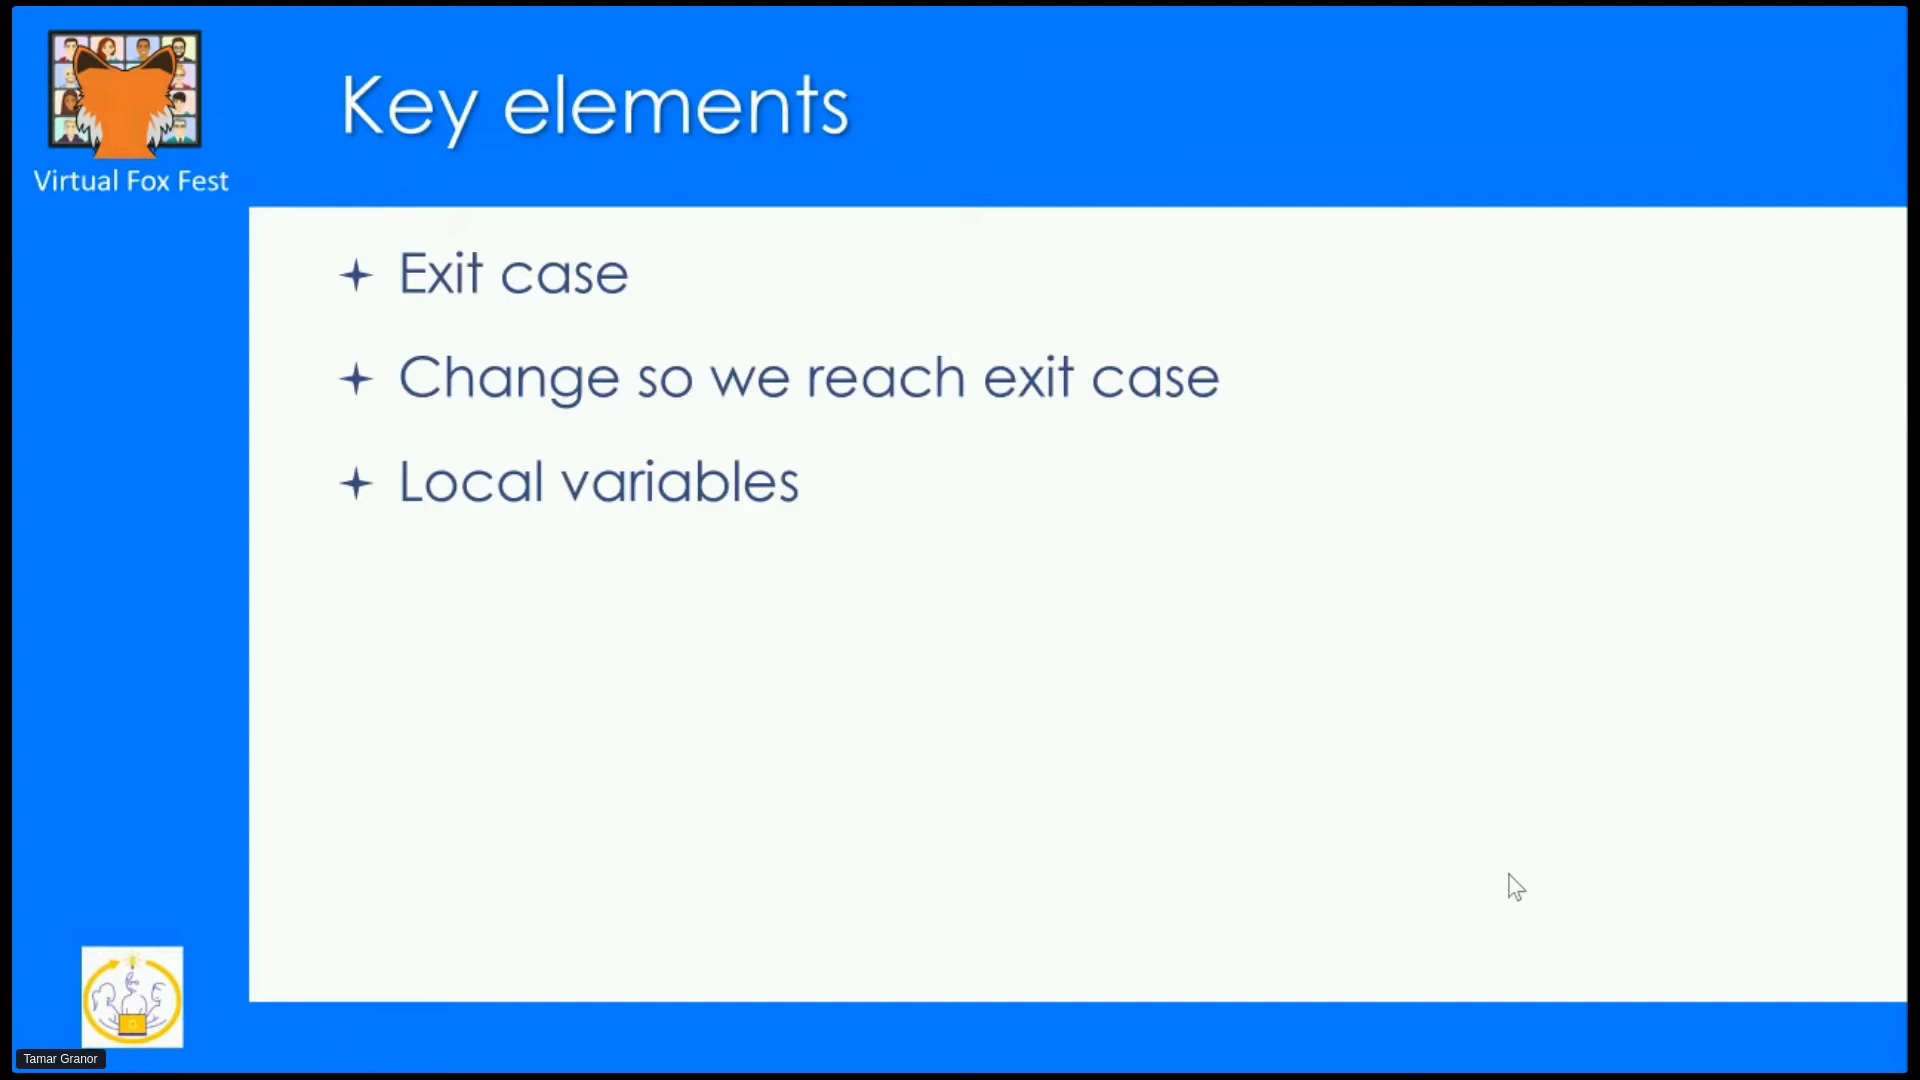 Key elements
Virtual Fox Fest
Exit case
Change so we reach exit case
Local variables
Tamar Granor